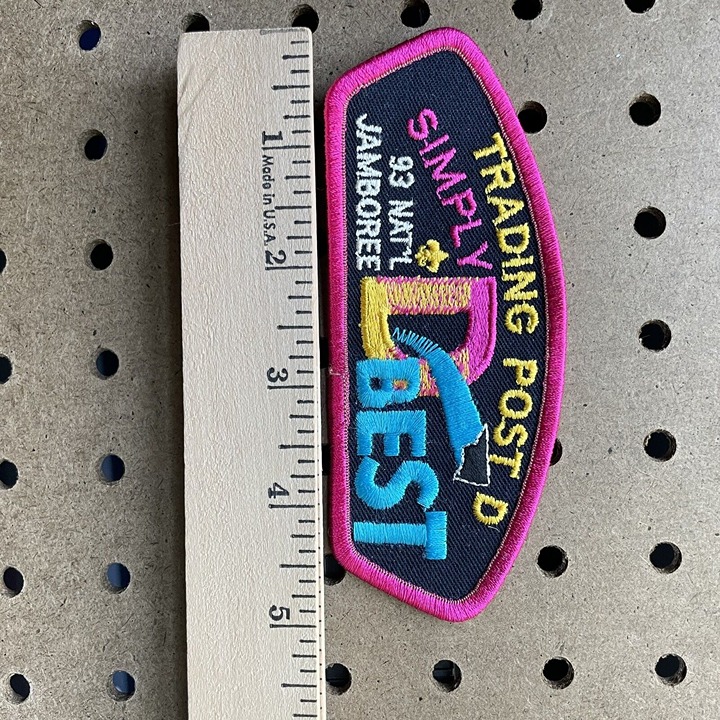 TRADING POST D
SIMPLY
93 NAT'L
JAMBOREE
D
BEST
1
Made in U.S.A.
2
3
4
5